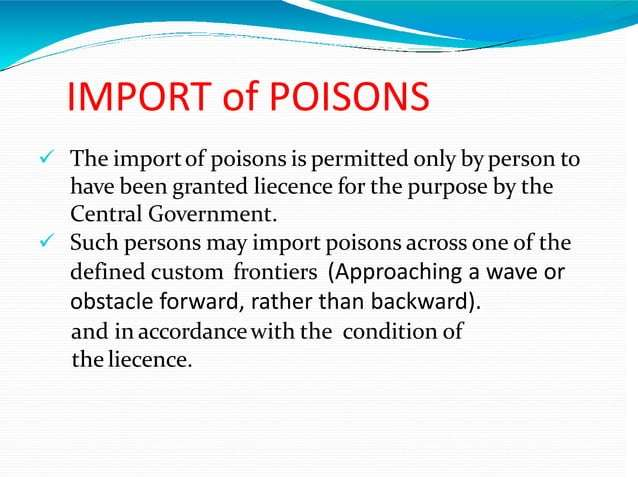 IMPORT of POISONS
✓ The import of poisons is permitted only by person to
have been granted liecence for the purpose by the
Central Government.
✓ Such persons may import poisons across one of the
defined custom frontiers (Approaching a wave or
obstacle forward, rather than backward).
and in accordance with the condition of
the liecence.